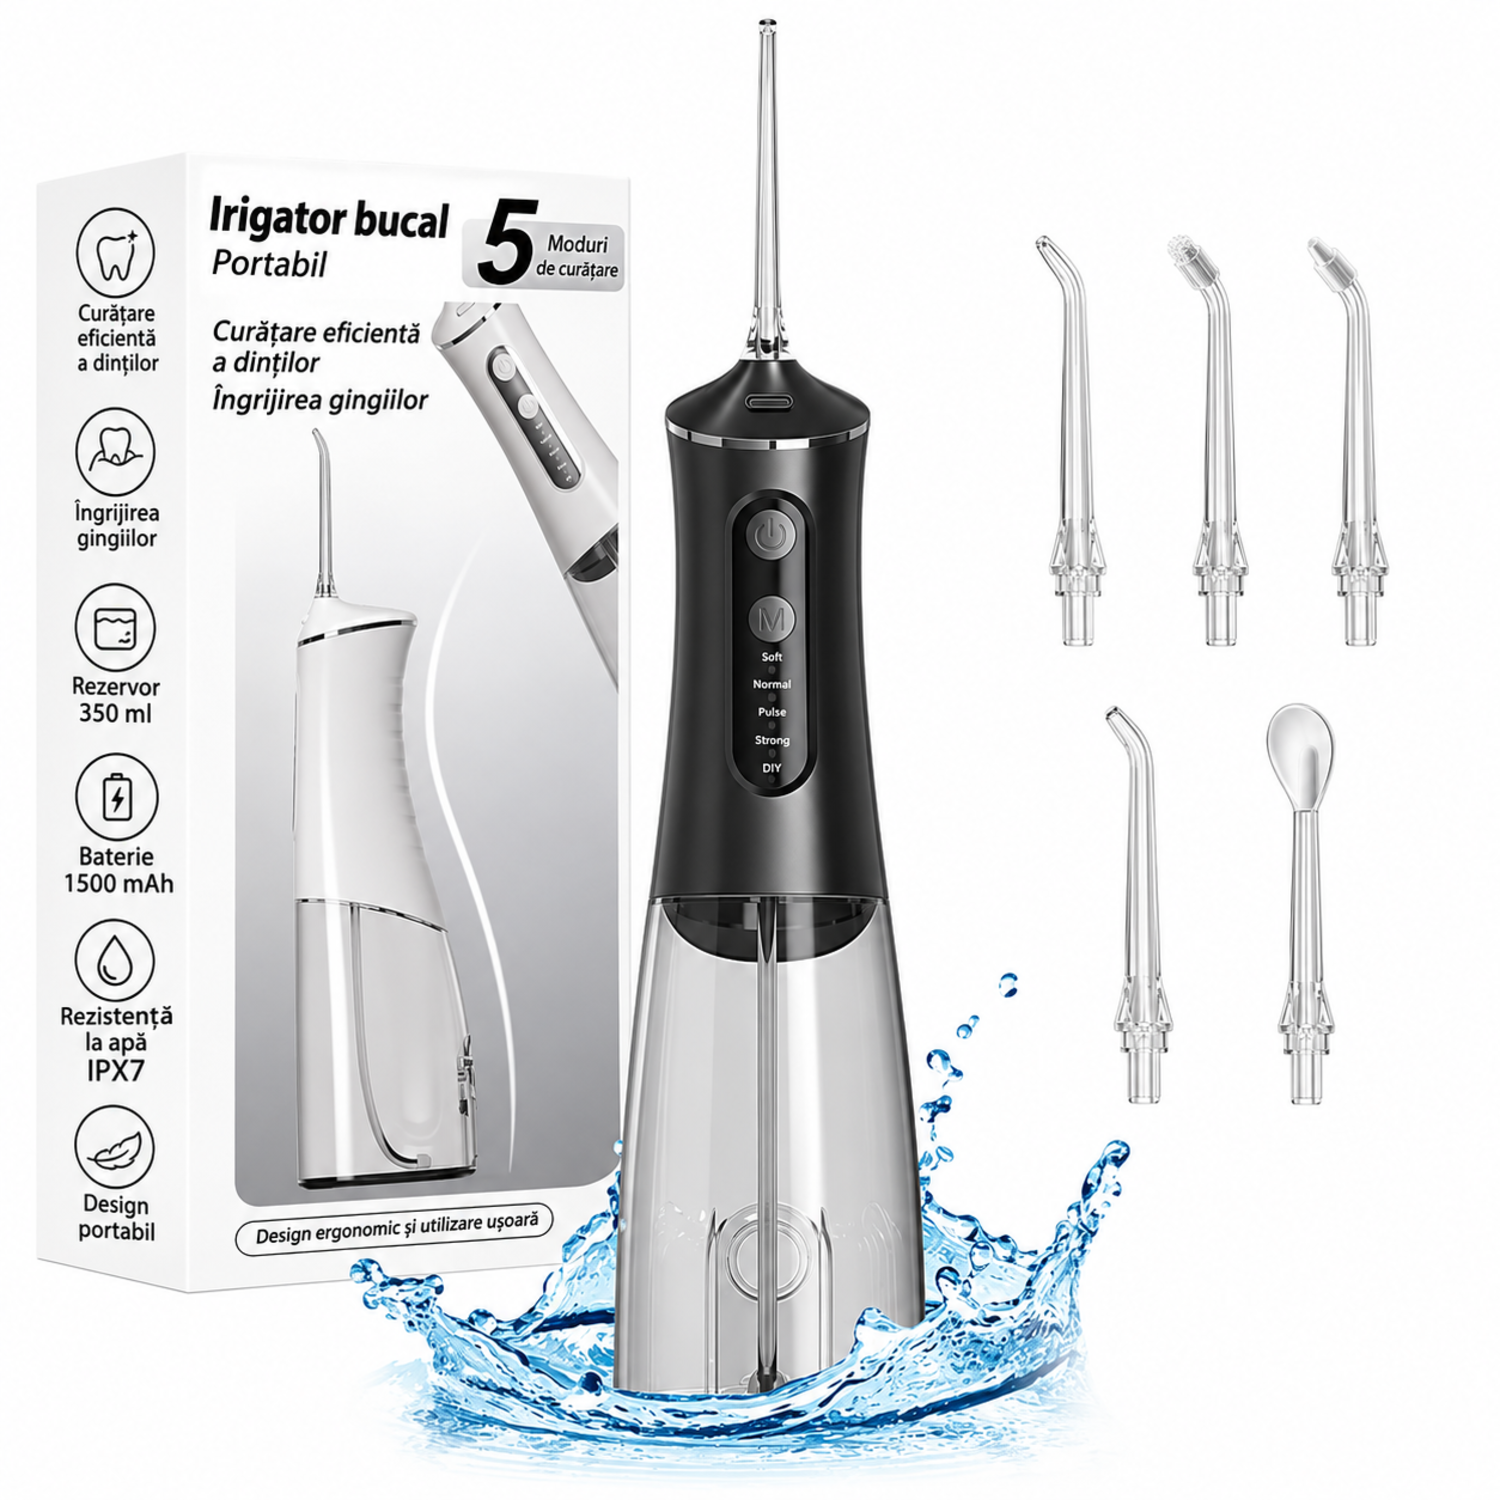 Irigator bucal
Portabil
5
Moduri
de curățare
Curățare eficientă
a dinților
Îngrijirea gingiilor
Curățare
eficientă
a dinților
Îngrijirea
gingiilor
Rezervor
350 ml
Baterie
1500 mAh
Rezistență
la apă
IPX7
Design
portabil
Design ergonomic și utilizare ușoară
M
Soft
Normal
Pulse
Strong
DIY